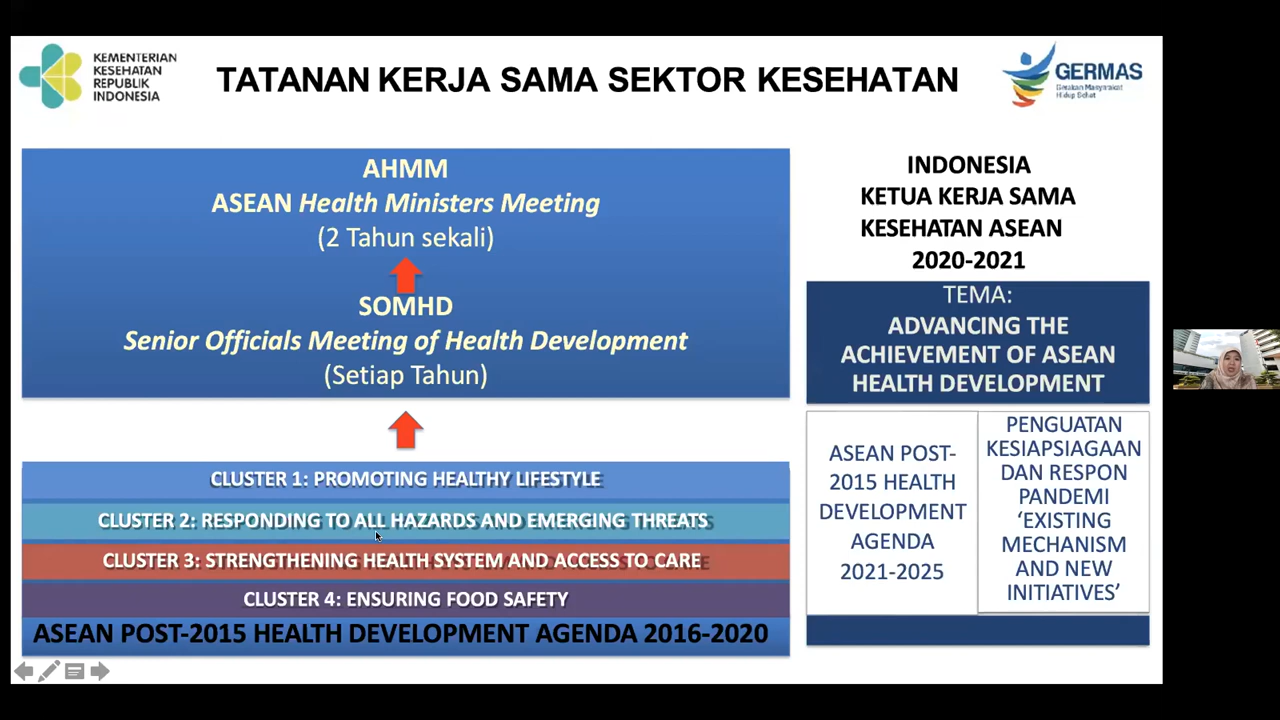 KEMENTERIAN
KESEHATAN
REPUBLIK
INDONESIA
TATANAN KERJA SAMA SEKTOR KESEHATAN
GERMAS
Gerakan Masyarakat
Hidup Sehat
AHMM
ASEAN Health Ministers Meeting
(2 Tahun sekali)
SOMHD
Senior Officials Meeting of Health Development
(Setiap Tahun)
CLUSTER 1: PROMOTING HEALTHY LIFESTYLE
CLUSTER 2: RESPONDING TO ALL HAZARDS AND EMERGING THREATS
CLUSTER 3: STRENGTHENING HEALTH SYSTEM AND ACCESS TO CARE
CLUSTER 4: ENSURING FOOD SAFETY
ASEAN POST-2015 HEALTH DEVELOPMENT AGENDA 2016-2020
INDONESIA
KETUA KERJA SAMA
KESEHATAN ASEAN
2020-2021
TEMA:
ADVANCING THE
ACHIEVEMENT OF ASEAN
HEALTH DEVELOPMENT
ASEAN POST-
2015 HEALTH
DEVELOPMENT
AGENDA
2021-2025
PENGUATAN
KESIAPSIAGAAN
DAN RESPON
PANDEMI
‘EXISTING
MECHANISM
AND NEW
INITIATIVES’